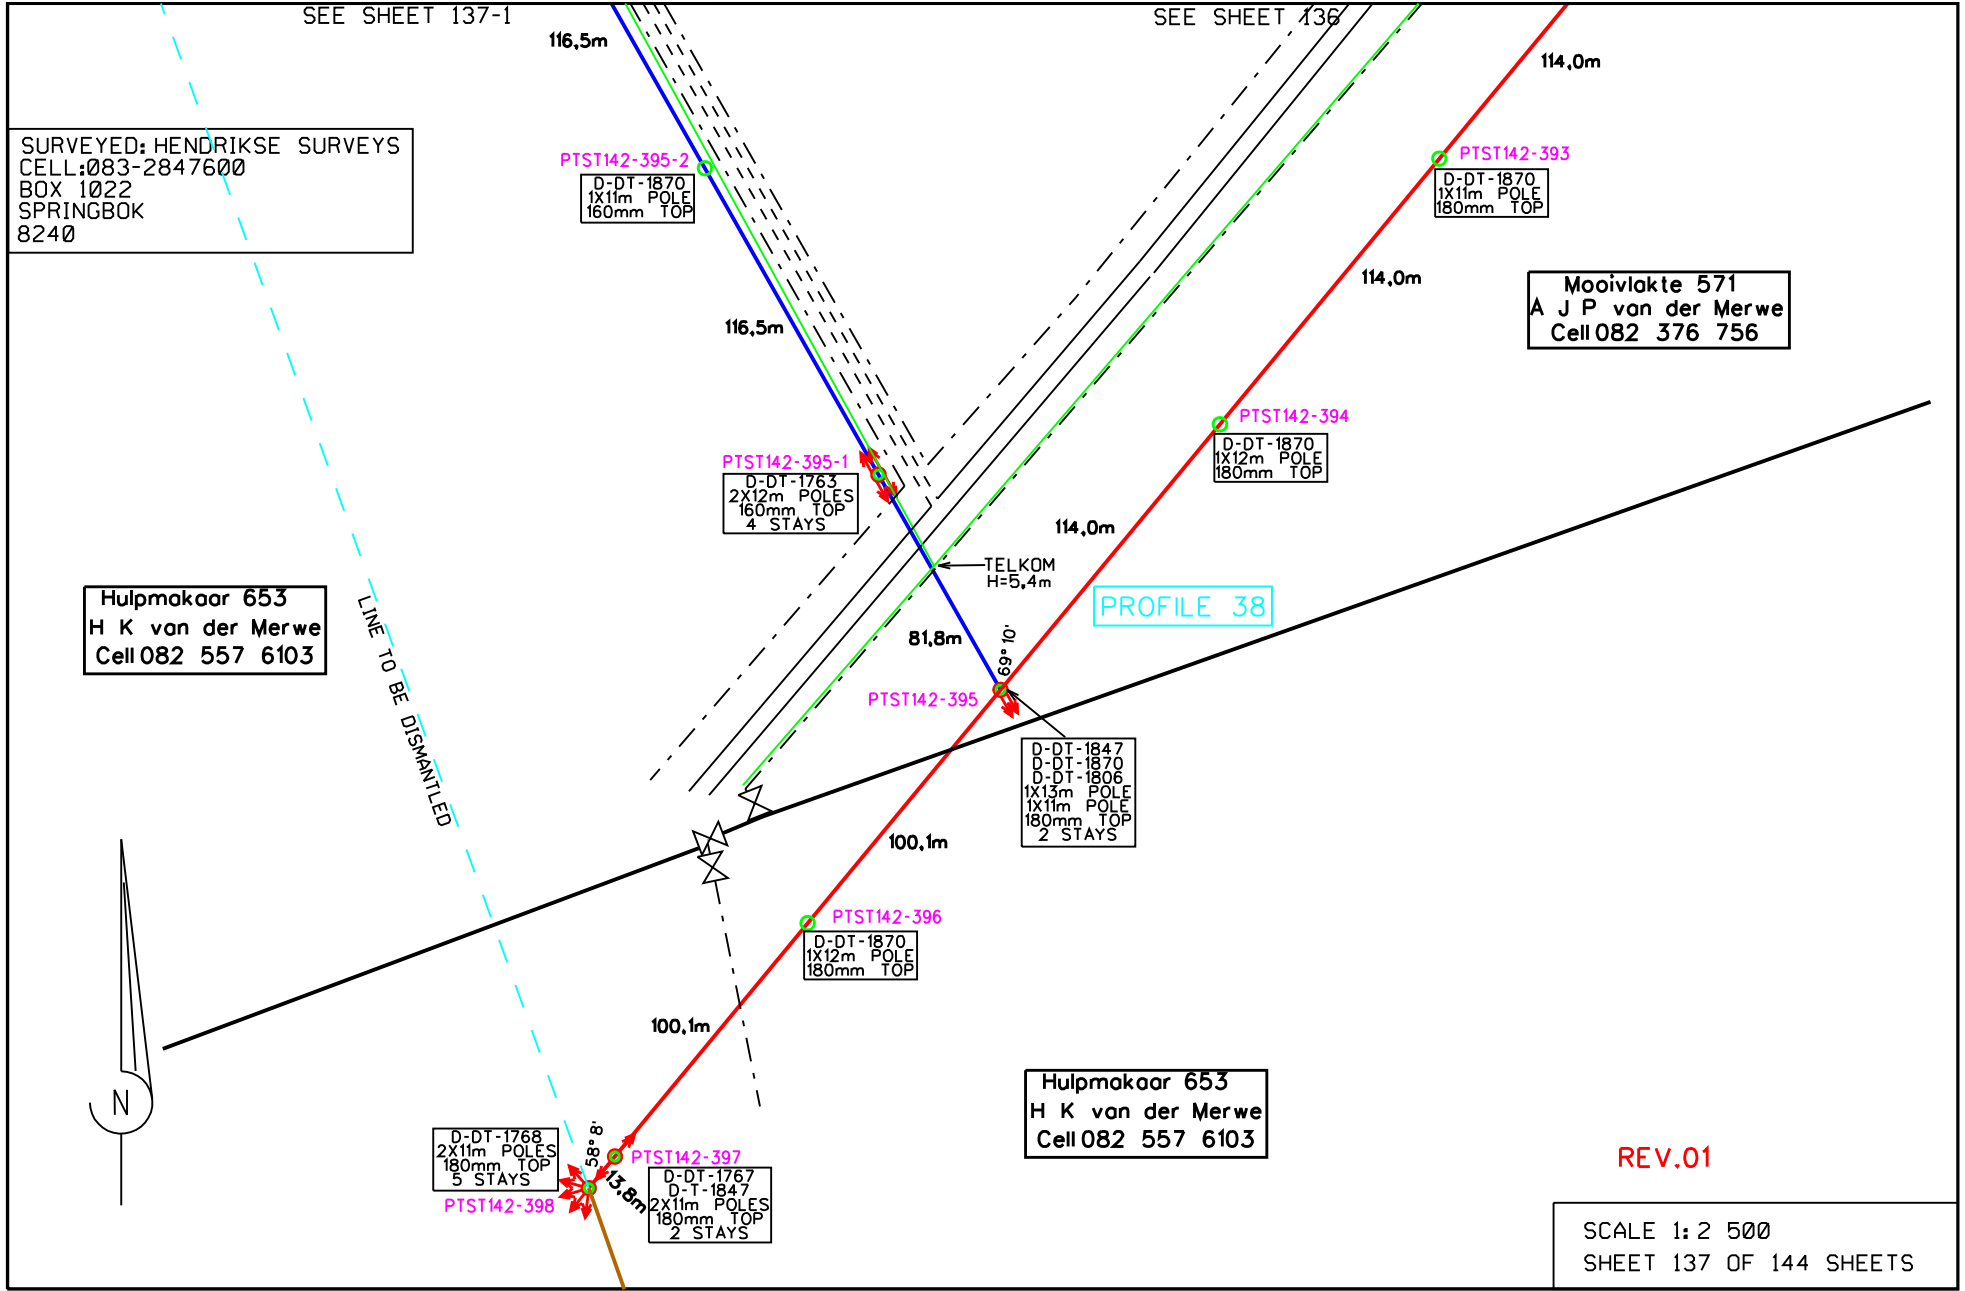 SEE SHEET 137-1
SEE SHEET 136
116,5m
114,0m
SURVEYED: HENDRIKSE SURVEYS
CELL:083-2847600
BOX 1022
SPRINGBOK
8240
PTST142-395-2
D-DT-1870
1X11m POLE
160mm TOP
PTST142-393
D-DT-1870
1X11m POLE
180mm TOP
114,0m
Mooivlakte 571
A J P van der Merwe
Cell 082 376 756
116,5m
PTST142-394
D-DT-1870
1X12m POLE
180mm TOP
PTST142-395-1
D-DT-1763
2X12m POLES
160mm TOP
4 STAYS
114,0m
TELKOM
H=5,4m
PROFILE 38
Hulpmakaar 653
H K van der Merwe
Cell 082 557 6103
LINE TO BE DISMANTLED
81,8m
69° 10'
PTST142-395
D-DT-1847
D-DT-1870
D-DT-1806
1X13m POLE
1X11m POLE
180mm TOP
2 STAYS
100,1m
PTST142-396
D-DT-1870
1X12m POLE
180mm TOP
100,1m
N
Hulpmakaar 653
H K van der Merwe
Cell 082 557 6103
D-DT-1768
2X11m POLES
180mm TOP
5 STAYS
PTST142-398
58° 8'
PTST142-397
13,8m
D-DT-1767
D-T-1847
2X11m POLES
180mm TOP
2 STAYS
REV.01
SCALE 1:2 500
SHEET 137 OF 144 SHEETS